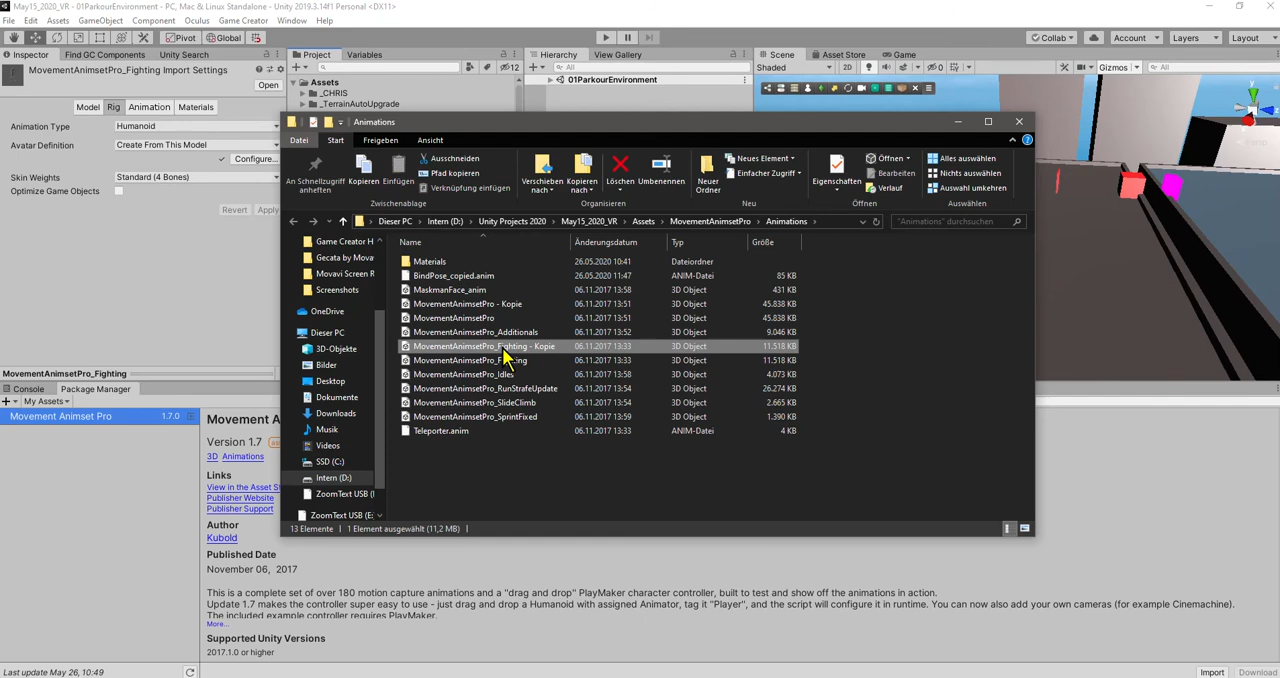 May15_2020_VR - 01ParkourEnvironment - PC, Mac & Linux Standalone - Unity 2019.3.14f1 Personal <DX11>
File Edit Assets GameObject Component Oculus Game Creator Window Help
Pivot Global Collab Account Layers Layout
Inspector Find GC Components Unity Search Project Variables Hierarchy View Gallery Scene Asset Store Game
MovementAnimsetPro_Fighting Import Settings
All 12 All Shaded 2D 0 Gizmos All
Open
Assets
01ParkourEnvironment
_CHRIS
_TerrainAutoUpgrade
Model Rig Animation Materials
Animation Type Humanoid
Avatar Definition Create From This Model
Configure...
Skin Weights Standard (4 Bones)
Optimize Game Objects
Revert Apply
Animations
Datei Start Freigeben Ansicht
An Schnellzugriff anheften
Kopieren
Einfügen
Ausschneiden
Pfad kopieren
Verknüpfung einfügen
Zwischenablage
Verschieben nach
Kopieren nach
Löschen
Umbenennen
Organisieren
Neuer Ordner
Neues Element
Einfacher Zugriff
Neu
Eigenschaften
Öffnen
Bearbeiten
Verlauf
Öffnen
Alles auswählen
Nichts auswählen
Auswahl umkehren
Auswählen
Dieser PC Intern (D:) Unity Projects 2020 May15_2020_VR Assets MovementAnimsetPro Animations
"Animations" durchsuchen
Game Creator H
Gecata by Movav
Movavi Screen R
Screenshots
OneDrive
Dieser PC
3D-Objekte
Bilder
Desktop
Dokumente
Downloads
Musik
Videos
SSD (C:)
Intern (D:)
ZoomText USB (
ZoomText USB (E:
Name Änderungsdatum Typ Größe
Materials 26.05.2020 10:41 Dateiordner
BindPose_copied.anim 26.05.2020 11:47 ANIM-Datei 85 KB
MaskmanFace_anim 06.11.2017 13:58 3D Object 431 KB
MovementAnimsetPro - Kopie 06.11.2017 13:51 3D Object 45.838 KB
MovementAnimsetPro 06.11.2017 13:51 3D Object 45.838 KB
MovementAnimsetPro_Additionals 06.11.2017 13:52 3D Object 9.046 KB
MovementAnimsetPro_Fighting - Kopie 06.11.2017 13:33 3D Object 11.518 KB
MovementAnimsetPro_Fighting 06.11.2017 13:33 3D Object 11.518 KB
MovementAnimsetPro_Idles 06.11.2017 13:58 3D Object 4.073 KB
MovementAnimsetPro_RunStrafeUpdate 06.11.2017 13:54 3D Object 26.274 KB
MovementAnimsetPro_SlideClimb 06.11.2017 13:54 3D Object 2.665 KB
MovementAnimsetPro_SprintFixed 06.11.2017 13:59 3D Object 1.390 KB
Teleporter.anim 06.11.2017 13:33 ANIM-Datei 4 KB
13 Elemente 1 Element ausgewählt (11,2 MB)
MovementAnimsetPro_Fighting
Console Package Manager
My Assets
Movement Animset Pro 1.7.0
Movement A
Version 1.7
3D Animations
Links
View in the Asset St
Publisher Website
Publisher Support
Author
Kubold
Published Date
November 06, 2017
This is a complete set of over 180 motion capture animations and a "drag and drop" PlayMaker character controller, built to test and show off the animations in action.
Update 1.7 makes the controller super easy to use - just drag and drop a Humanoid with assigned Animator, tag it "Player", and the script will configure it in runtime. You can now also add your own cameras (for example Cinemachine).
The included example controller requires PlayMaker.
More...
Supported Unity Versions
2017.1.0 or higher
Last update May 26, 10:49 Import Download